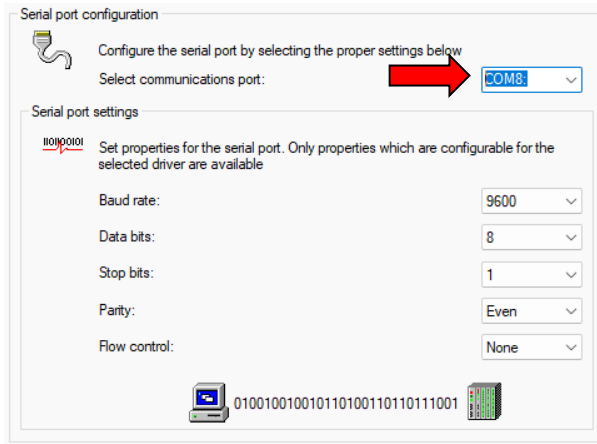 Serial port configuration
Configure the serial port by selecting the proper settings below
Select communications port:
COM8:
Serial port settings
Set properties for the serial port. Only properties which are configurable for the
selected driver are available
Baud rate:
9600
Data bits:
8
Stop bits:
1
Parity:
Even
Flow control:
None
010010010010110100110110111001